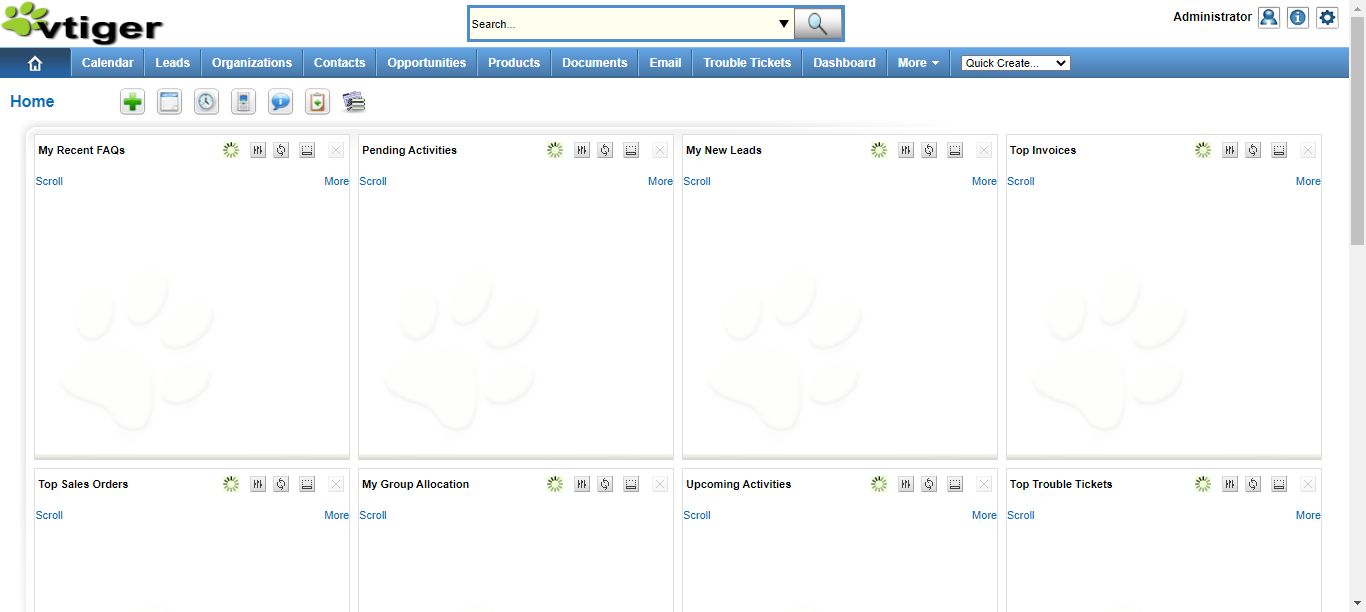 vtiger
Search...
Administrator
Calendar Leads Organizations Contacts Opportunities Products Documents Email Trouble Tickets Dashboard More Quick Create...
Home
My Recent FAQs Pending Activities My New Leads Top Invoices
Scroll More Scroll More Scroll More Scroll More
Top Sales Orders My Group Allocation Upcoming Activities Top Trouble Tickets
Scroll More Scroll More Scroll More Scroll More